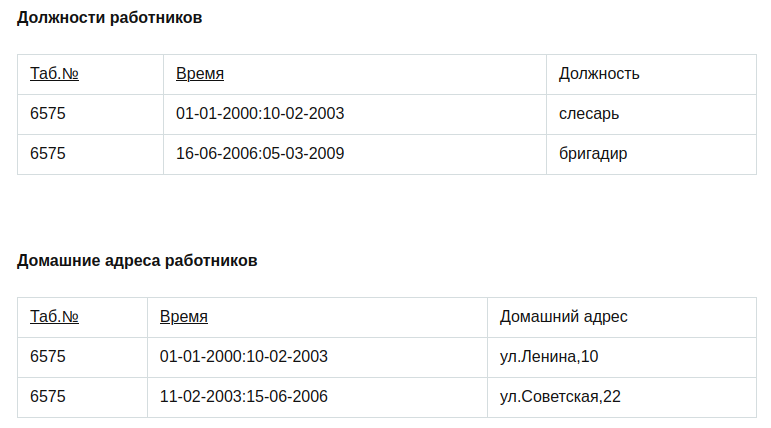 Должности работников
Таб.№ Время Должность
6575 01-01-2000:10-02-2003 слесарь
6575 16-06-2006:05-03-2009 бригадир
Домашние адреса работников
Таб.№ Время Домашний адрес
6575 01-01-2000:10-02-2003 ул.Ленина,10
6575 11-02-2003:15-06-2006 ул.Советская,22